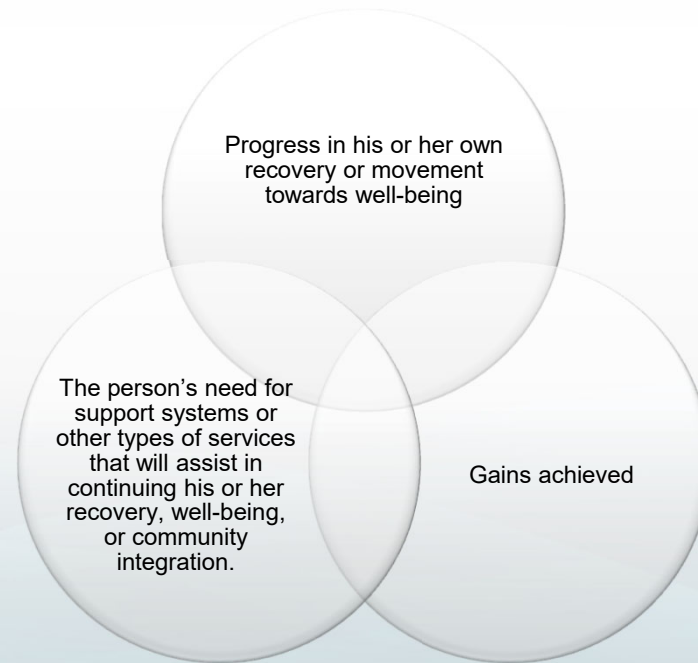 Progress in his or her own
recovery or movement
towards well-being
The person’s need for
support systems or
other types of services
that will assist in
continuing his or her
recovery, well-being,
or community
integration.
Gains achieved